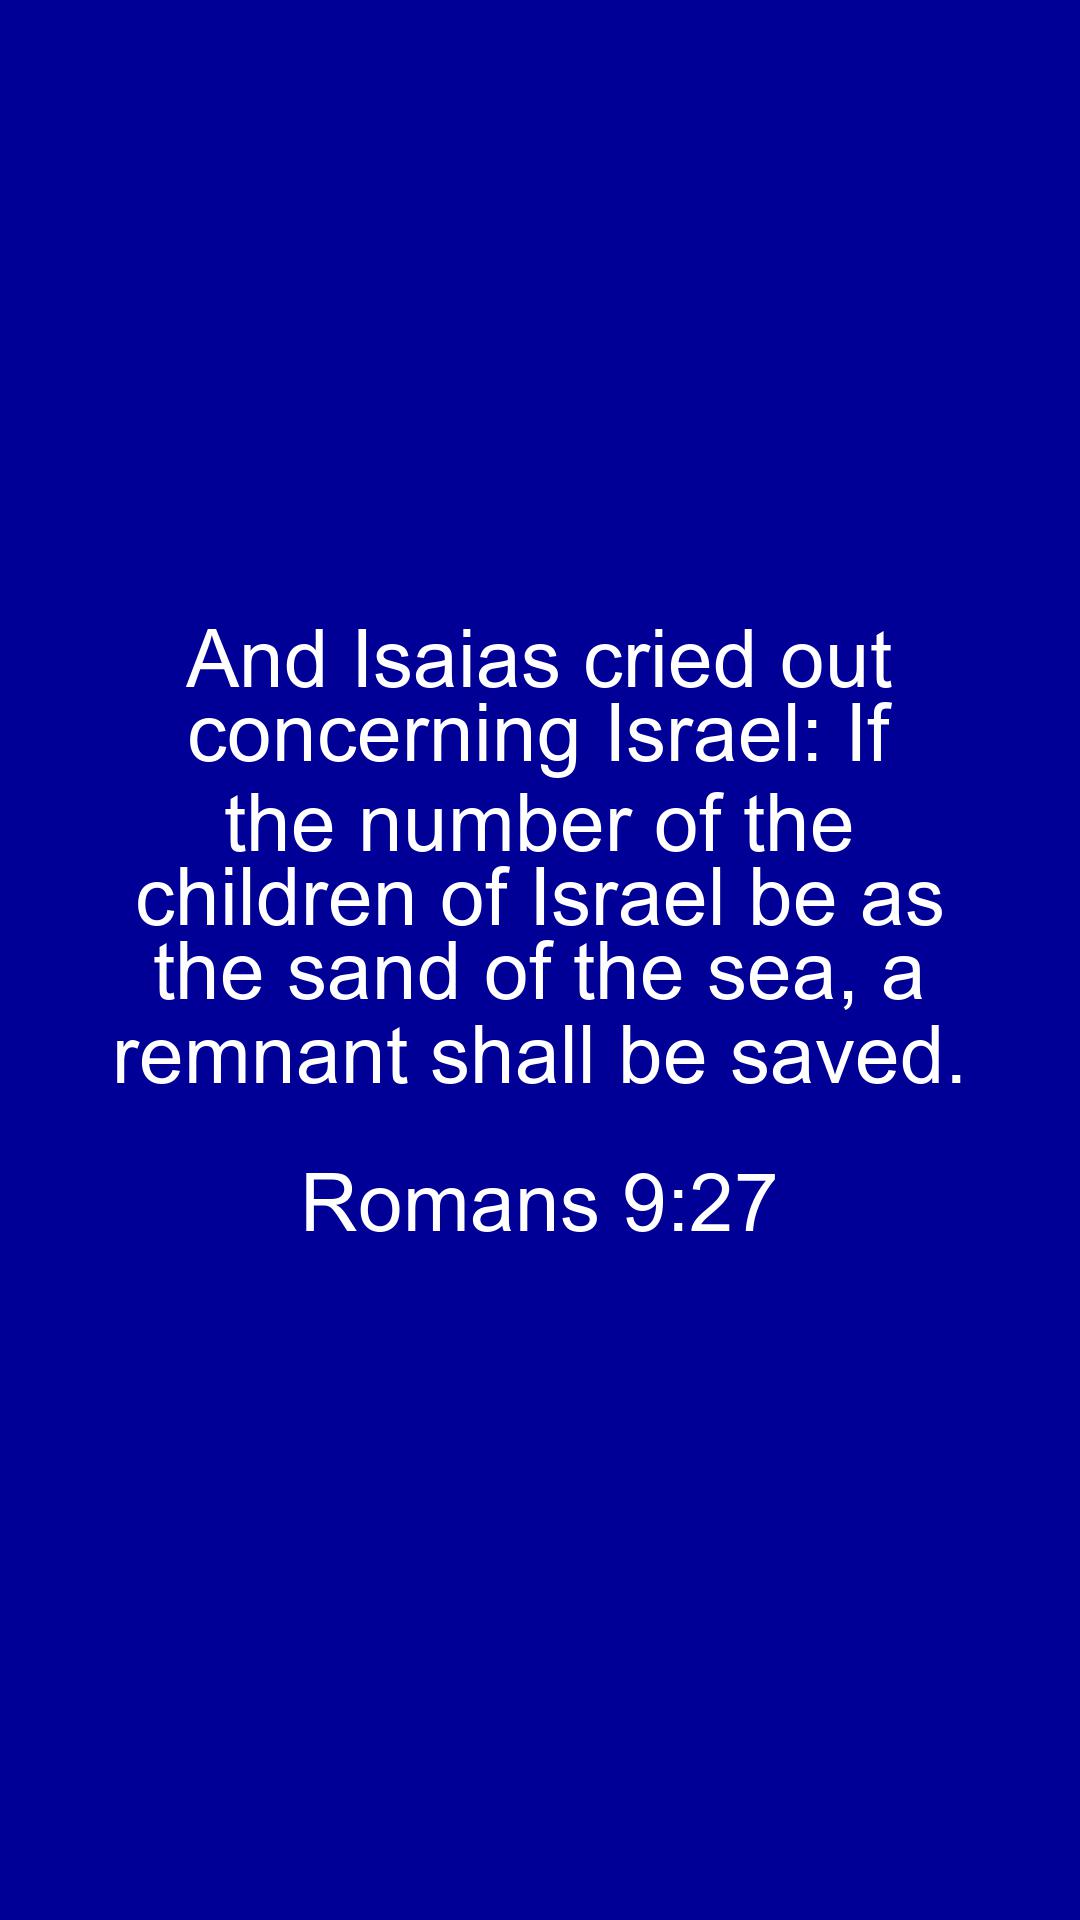 And Isaias cried out
concerning Israel: If
the number of the
children of Israel be as
the sand of the sea, a
remnant shall be saved.
Romans 9:27